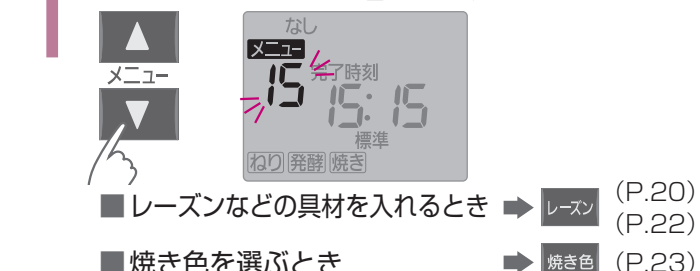 なし
メニュー
メニュー
完了時刻
15
15:15
標準
ねり 発酵 焼き
■レーズンなどの具材を入れるとき ➡ レーズン (P.20)
(P.22)
■焼き色を選ぶとき ➡ 焼き色 (P.23)